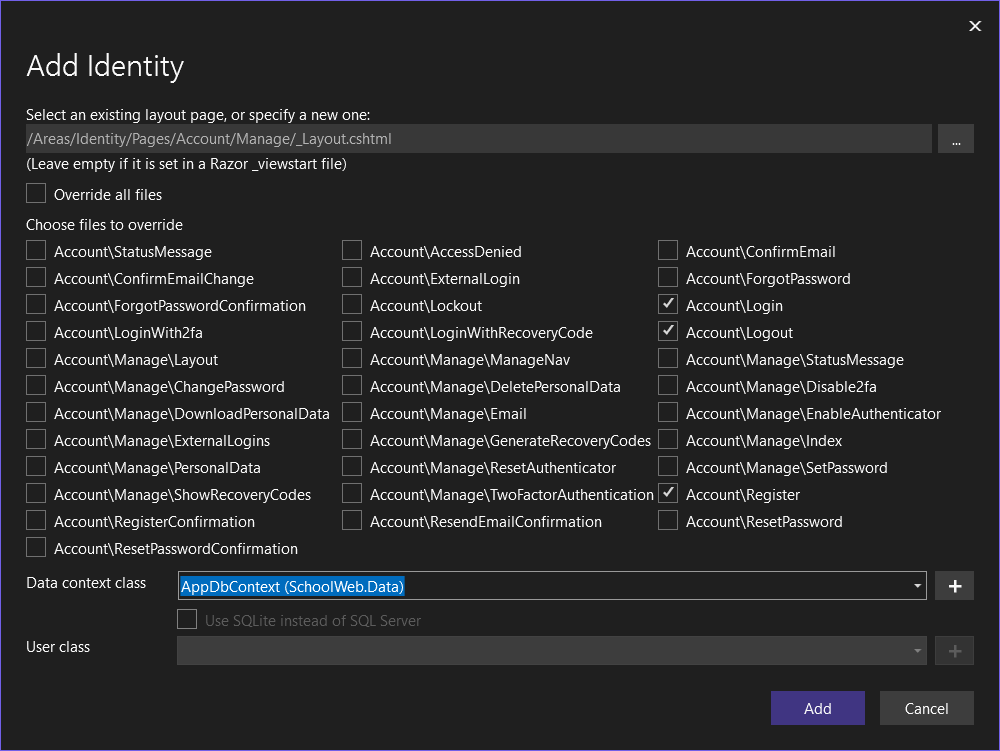 Add Identity
Select an existing layout page, or specify a new one:
/Areas/Identity/Pages/Account/Manage/_Layout.cshtml
...
(Leave empty if it is set in a Razor _viewstart file)
Override all files
Choose files to override
Account\StatusMessage Account\AccessDenied Account\ConfirmEmail
Account\ConfirmEmailChange Account\ExternalLogin Account\ForgotPassword
Account\ForgotPasswordConfirmation Account\Lockout Account\Login
Account\LoginWith2fa Account\LoginWithRecoveryCode Account\Logout
Account\Manage\Layout Account\Manage\ManageNav Account\Manage\StatusMessage
Account\Manage\ChangePassword Account\Manage\DeletePersonalData Account\Manage\Disable2fa
Account\Manage\DownloadPersonalData Account\Manage\Email Account\Manage\EnableAuthenticator
Account\Manage\ExternalLogins Account\Manage\GenerateRecoveryCodes Account\Manage\Index
Account\Manage\PersonalData Account\Manage\ResetAuthenticator Account\Manage\SetPassword
Account\Manage\ShowRecoveryCodes Account\Manage\TwoFactorAuthentication Account\Register
Account\RegisterConfirmation Account\ResendEmailConfirmation Account\ResetPassword
Account\ResetPasswordConfirmation
Data context class AppDbContext (SchoolWeb.Data)
Use SQLite instead of SQL Server
User class
Add Cancel